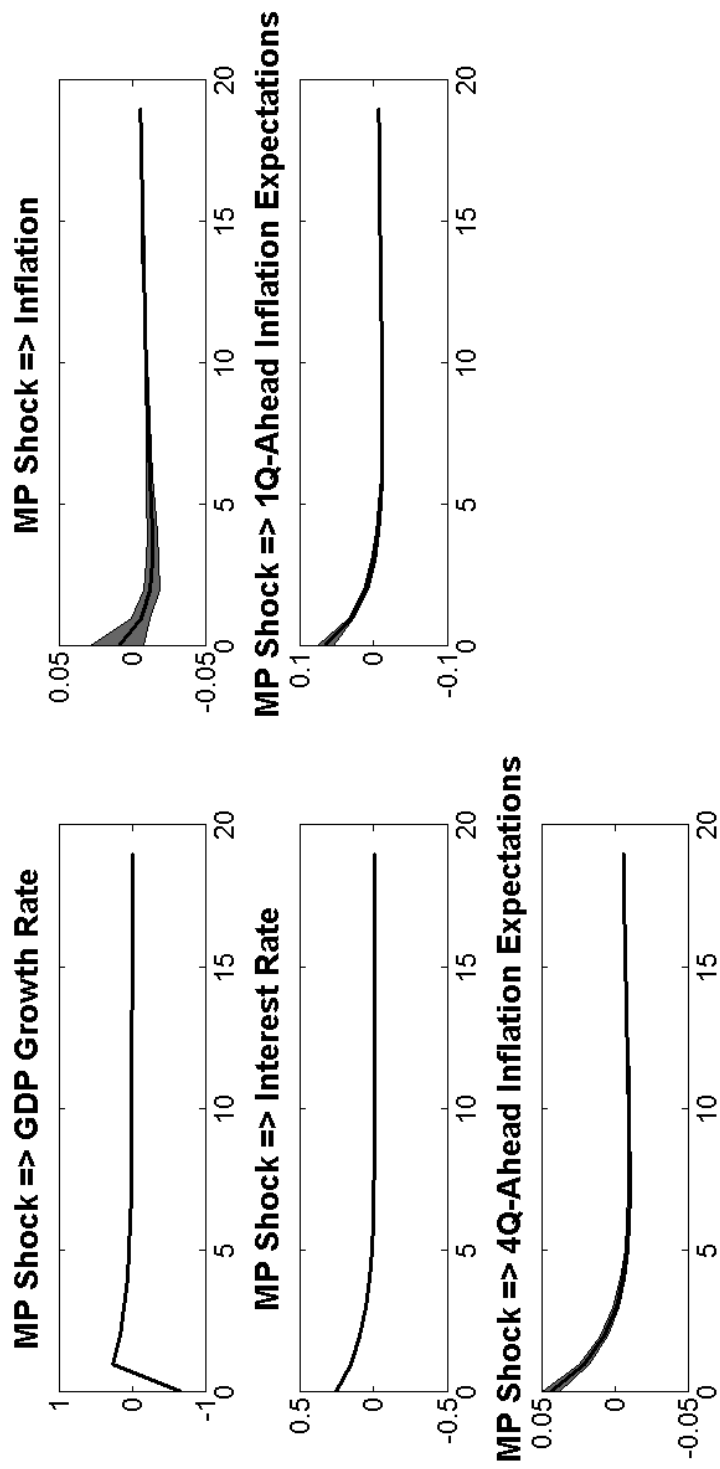 MP Shock => GDP Growth Rate
1
0
-1
0 5 10 15 20
MP Shock => Inflation
0.05
0
-0.05
0 5 10 15 20
MP Shock => Interest Rate
0.5
0
-0.5
0 5 10 15 20
MP Shock => 1Q-Ahead Inflation Expectations
0.1
0
-0.1
0 5 10 15 20
MP Shock => 4Q-Ahead Inflation Expectations
0.05
0
-0.05
0 5 10 15 20